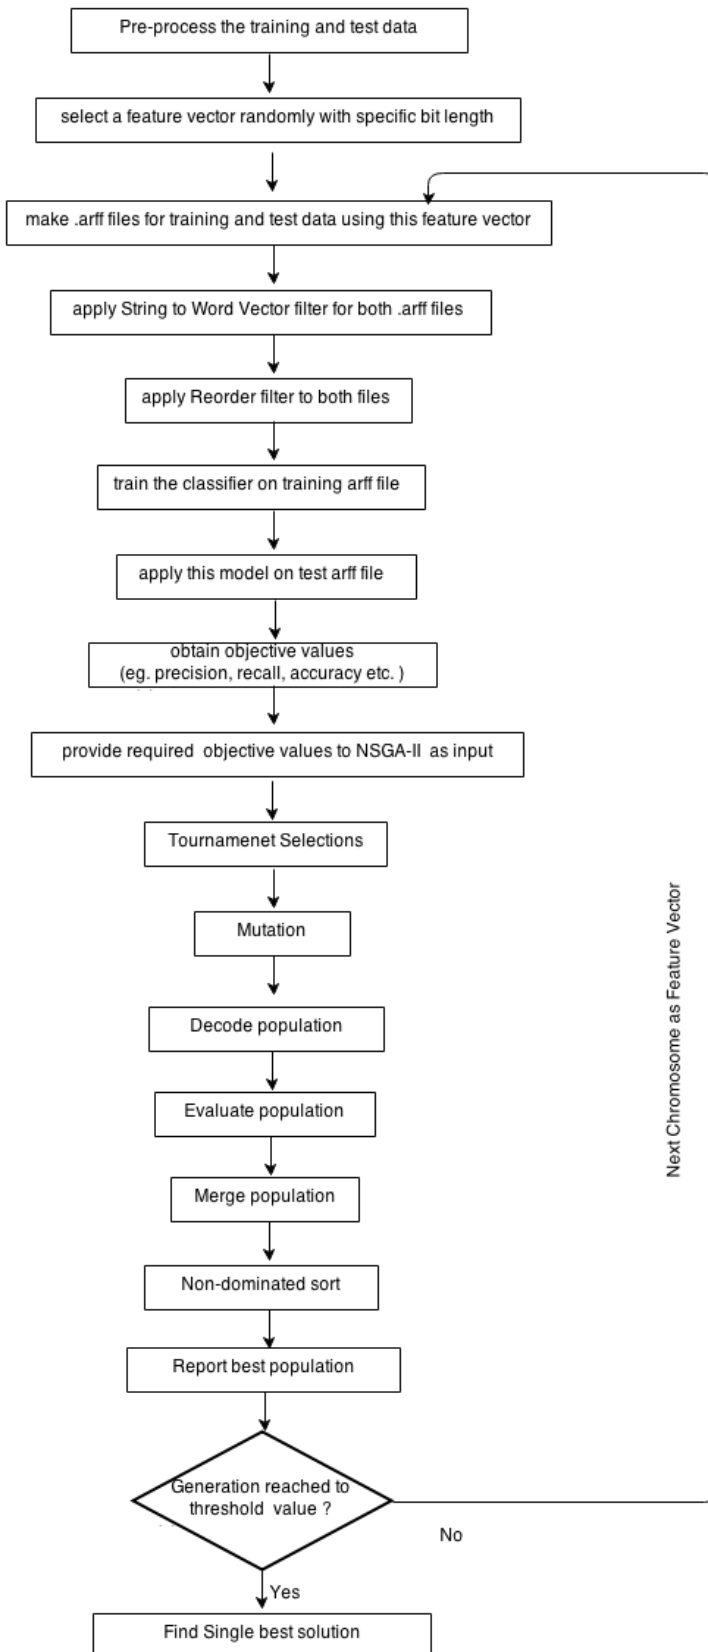 Pre-process the training and test data
select a feature vector randomly with specific bit length
make .arff files for training and test data using this feature vector
apply String to Word Vector filter for both .arff files
apply Reorder filter to both files
train the classifier on training arff file
apply this model on test arff file
obtain objective values
(eg. precision, recall, accuracy etc. )
provide required objective values to NSGA-II as input
Tournamenet Selections
Mutation
Decode population
Evaluate population
Merge population
Non-dominated sort
Report best population
Generation reached to
threshold value ?
No
Yes
Find Single best solution
Next Chromosome as Feature Vector